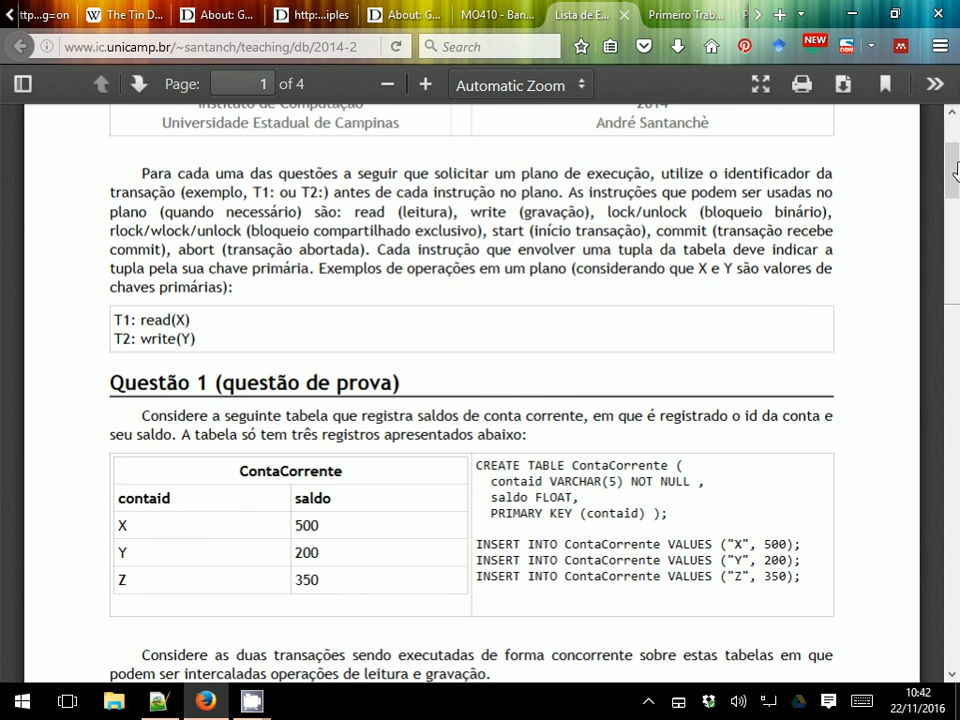 ttp...g=on
The Tin D...
About: G...
http:...iples
About: G...
MO410 - Ban...
Lista de E...
Primeiro Trab...
www.ic.unicamp.br/~santanch/teaching/db/2014-2
Search
NEW
Page: 1 of 4
Automatic Zoom
Instituto de Computação
2014
Universidade Estadual de Campinas
André Santanchè
Para cada uma das questões a seguir que solicitar um plano de execução, utilize o identificador da
transação (exemplo, T1: ou T2:) antes de cada instrução no plano. As instruções que podem ser usadas no
plano (quando necessário) são: read (leitura), write (gravação), lock/unlock (bloqueio binário),
rlock/wlock/unlock (bloqueio compartilhado exclusivo), start (início transação), commit (transação recebe
commit), abort (transação abortada). Cada instrução que envolver uma tupla da tabela deve indicar a
tupla pela sua chave primária. Exemplos de operações em um plano (considerando que X e Y são valores de
chaves primárias):
T1: read(X)
T2: write(Y)
Questão 1 (questão de prova)
Considere a seguinte tabela que registra saldos de conta corrente, em que é registrado o id da conta e
seu saldo. A tabela só tem três registros apresentados abaixo:
ContaCorrente
contaid saldo
X 500
Y 200
Z 350
CREATE TABLE ContaCorrente (
contaid VARCHAR(5) NOT NULL ,
saldo FLOAT,
PRIMARY KEY (contaid) );
INSERT INTO ContaCorrente VALUES ("X", 500);
INSERT INTO ContaCorrente VALUES ("Y", 200);
INSERT INTO ContaCorrente VALUES ("Z", 350);
Considere as duas transações sendo executadas de forma concorrente sobre estas tabelas em que
podem ser intercaladas operações de leitura e gravação.
10:42
22/11/2016